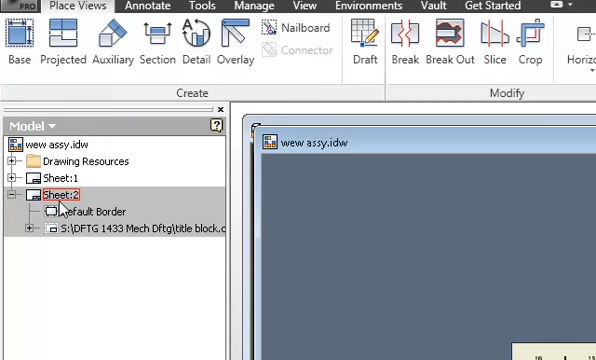 PRO Place Views Annotate Tools Manage View Environments Vault Get Started
Nailboard
Connector
Base Projected Auxiliary Section Detail Overlay Draft Break Break Out Slice Crop Horizo
Create Modify
Model
wew assy.idw
Drawing Resources
Sheet:1
Sheet:2
efault Border
S:\DFTG 1433 Mech Dftg\title block.c
wew assy.idw